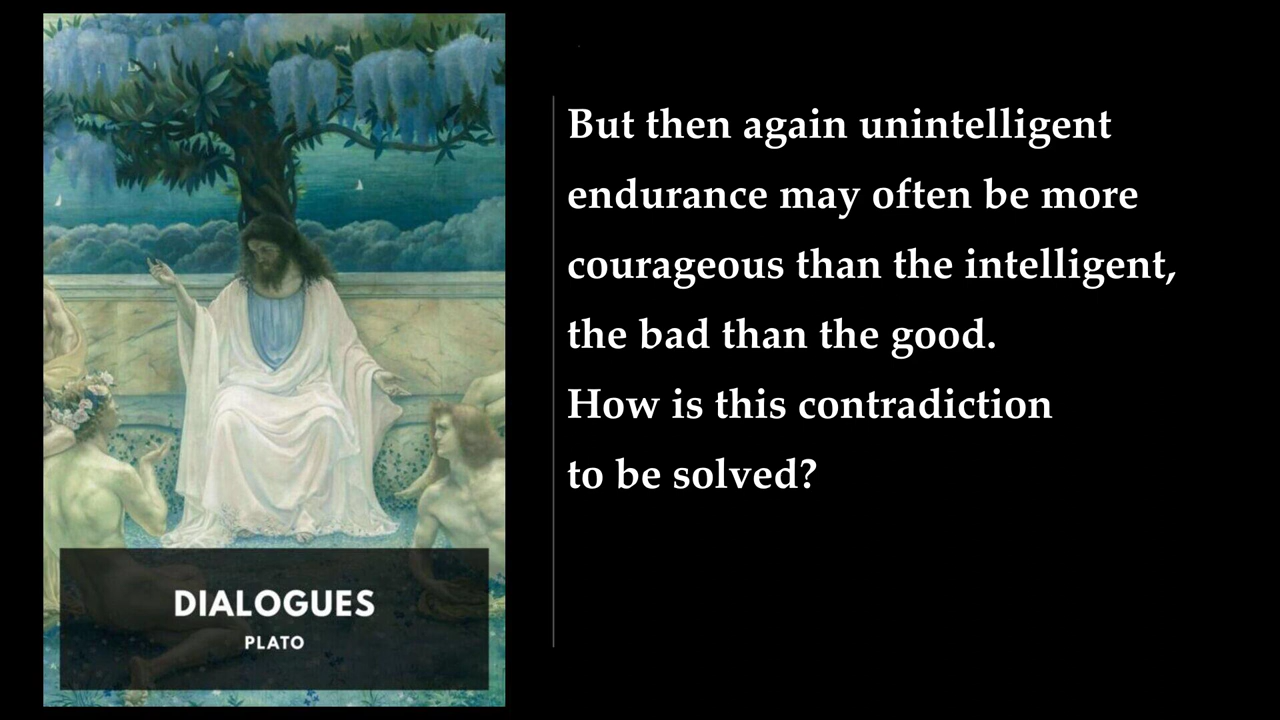 But then again unintelligent
endurance may often be more
courageous than the intelligent,
the bad than the good.
How is this contradiction
to be solved?
DIALOGUES
PLATO